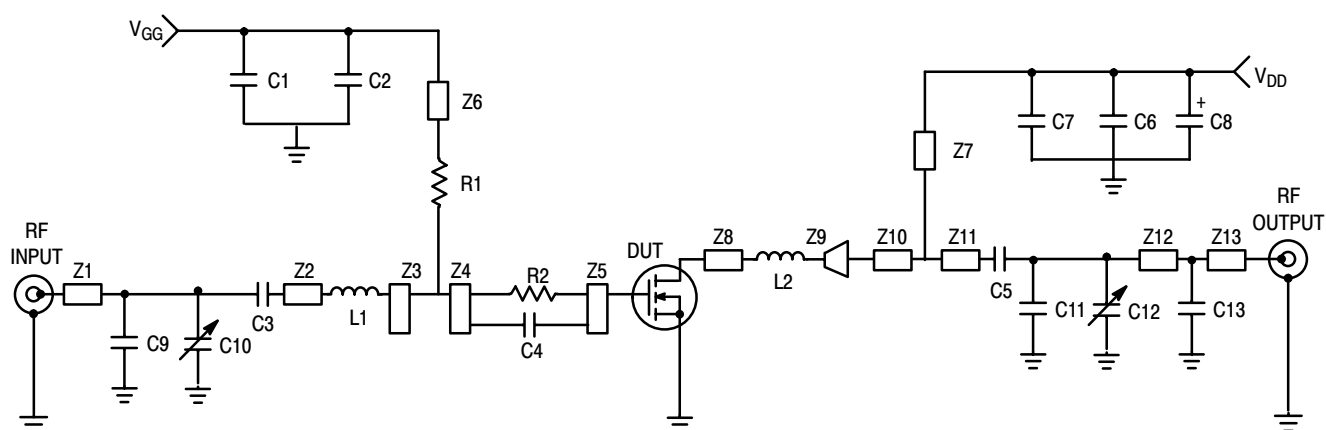 VGG
C1
C2
Z6
R1
VDD
C7
C6
+
C8
Z7
RF
INPUT
Z1
C9
C10
C3
Z2
L1
Z3
Z4
R2
C4
Z5
DUT
Z8
L2
Z9
Z10
Z11
C5
C11
C12
Z12
C13
Z13
RF
OUTPUT